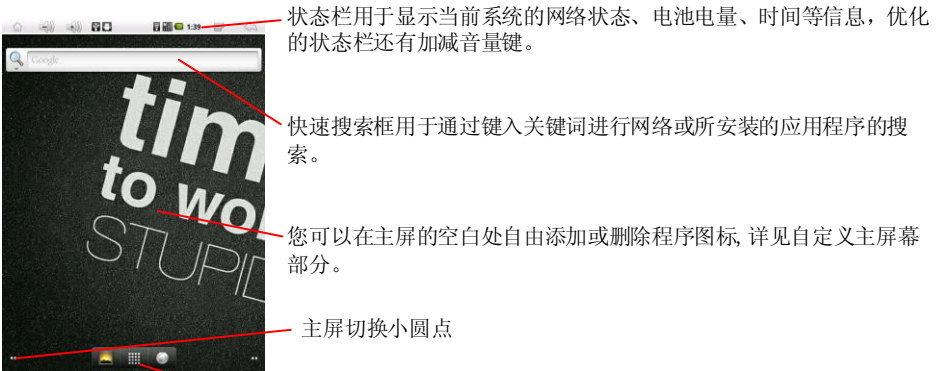 1:39
Google
tim
to wo
STUPID
状态栏用于显示当前系统的网络状态、电池电量、时间等信息，优化
的状态栏还有加减音量键。
快速搜索框用于通过键入关键词进行网络或所安装的应用程序的搜
索。
您可以在主屏的空白处自由添加或删除程序图标, 详见自定义主屏幕
部分。
主屏切换小圆点